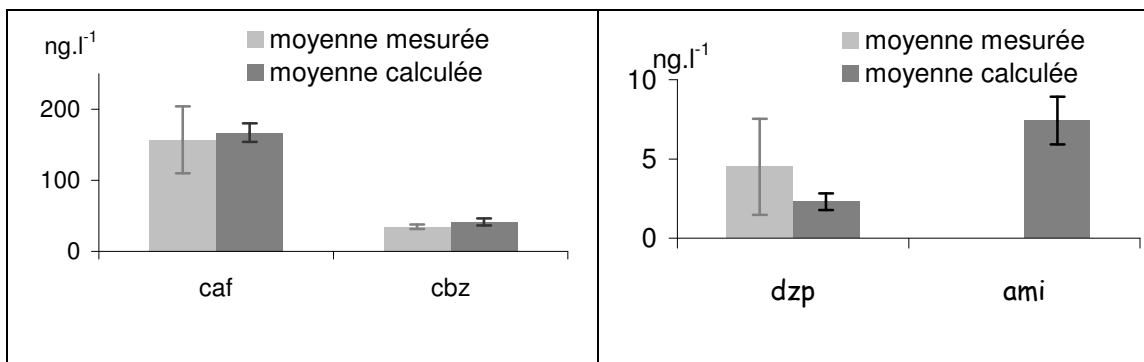 ng.l-1
moyenne mesurée
moyenne calculée
200
100
0
caf
cbz
ng.l-1
moyenne mesurée
moyenne calculée
10
5
0
dzp
ami